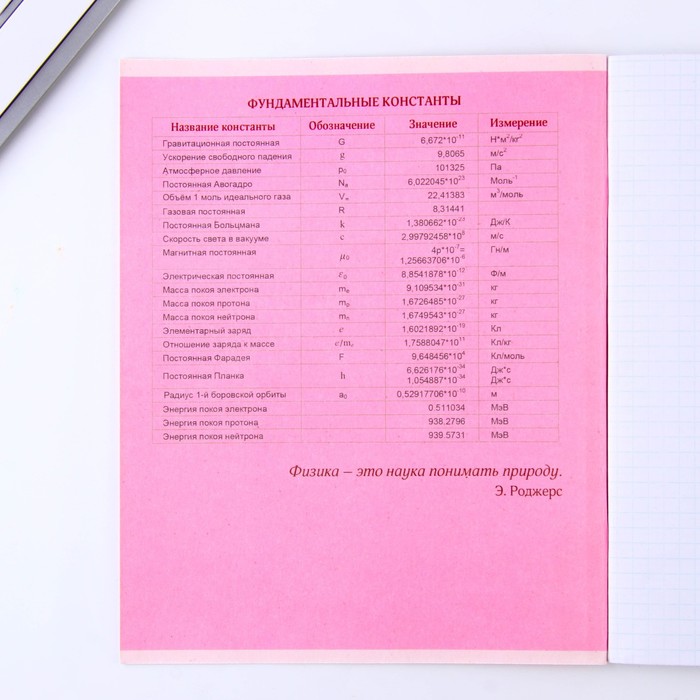 ФУНДАМЕНТАЛЬНЫЕ КОНСТАНТЫ
Название константы Обозначение Значение Измерение
Гравитационная постоянная G 6,672*10⁻¹¹ Н*м²/кг²
Ускорение свободного падения g 9,8065 м/с²
Атмосферное давление p₀ 101325 Па
Постоянная Авогадро Nₐ 6,022045*10²³ Моль⁻¹
Объём 1 моль идеального газа 22,41383 м³/моль
Газовая постоянная R 8,31441
Постоянная Больцмана k 1,380662*10⁻²³ Дж/К
Скорость света в вакууме c 2,99792458*10⁸ м/с
Магнитная постоянная μ₀ 4p*10⁻⁷= Гн/м
1,25663706*10⁻⁶
Электрическая постоянная ε₀ 8,8541878*10⁻¹² Ф/м
Масса покоя электрона mₑ 9,109534*10⁻³¹ кг
Масса покоя протона mₚ 1,6726485*10⁻²⁷ кг
Масса покоя нейтрона mₙ 1,6749543*10⁻²⁷ кг
Элементарный заряд e 1,6021892*10⁻¹⁹ Кл
Отношение заряда к массе e/mₑ 1,7588047*10¹¹ Кл/кг
Постоянная Фарадея F 9,648456*10⁴ Кл/моль
Постоянная Планка h 6,626176*10⁻³⁴ Дж*с
1,054887*10⁻³⁴ Дж*с
Радиус 1-й боровской орбиты a₀ 0,52917706*10⁻¹⁰ м
Энергия покоя электрона 0.511034 МэВ
Энергия покоя протона 938.2796 МэВ
Энергия покоя нейтрона 939.5731 МэВ
Физика – это наука понимать природу.
Э. Роджерс